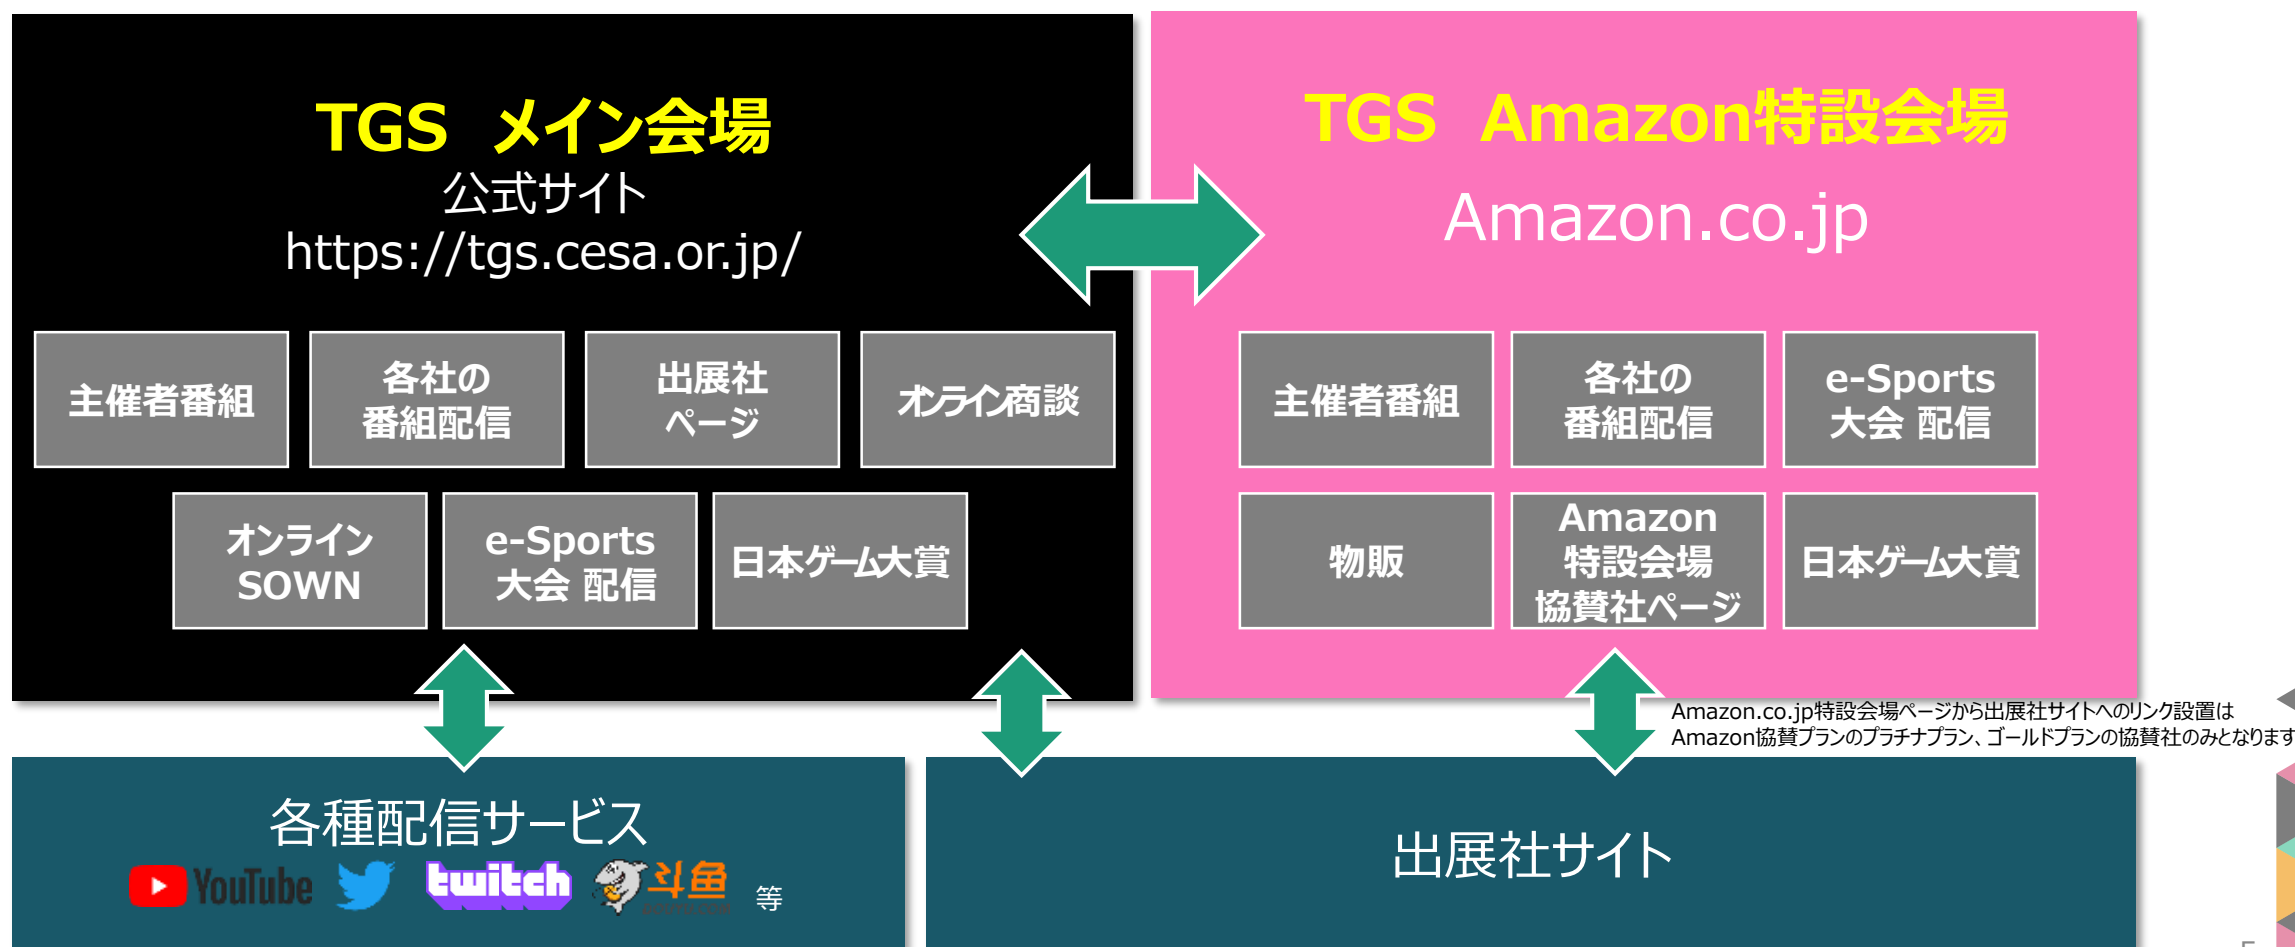 TGS メイン会場
公式サイト
https://tgs.cesa.or.jp/
主催者番組
各社の
番組配信
出展社
ページ
オンライン商談
オンライン
SOWN
e-Sports
大会 配信
日本ゲーム大賞
TGS Amazon特設会場
Amazon.co.jp
主催者番組
各社の
番組配信
e-Sports
大会 配信
物販
Amazon
特設会場
協賛社ページ
日本ゲーム大賞
Amazon.co.jp特設会場ページから出展社サイトへのリンク設置は
Amazon協賛プランのプラチナプラン、ゴールドプランの協賛社のみとなります
各種配信サービス
YouTube
twitch
斗鱼
等
出展社サイト